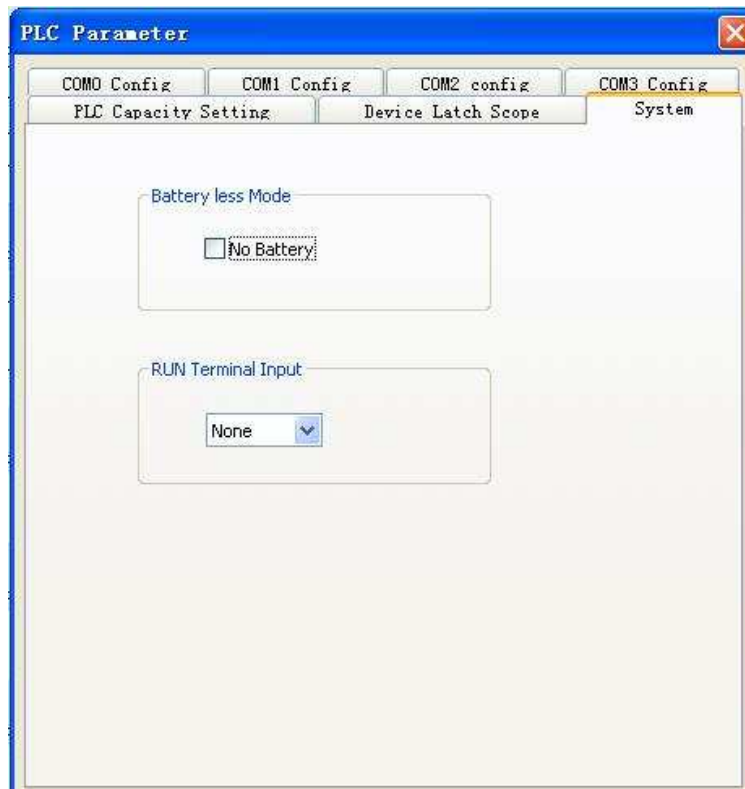 PLC Parameter
COM0 Config COM1 Config COM2 config COM3 Config
PLC Capacity Setting Device Latch Scope System
Battery less Mode
No Battery
RUN Terminal Input
None